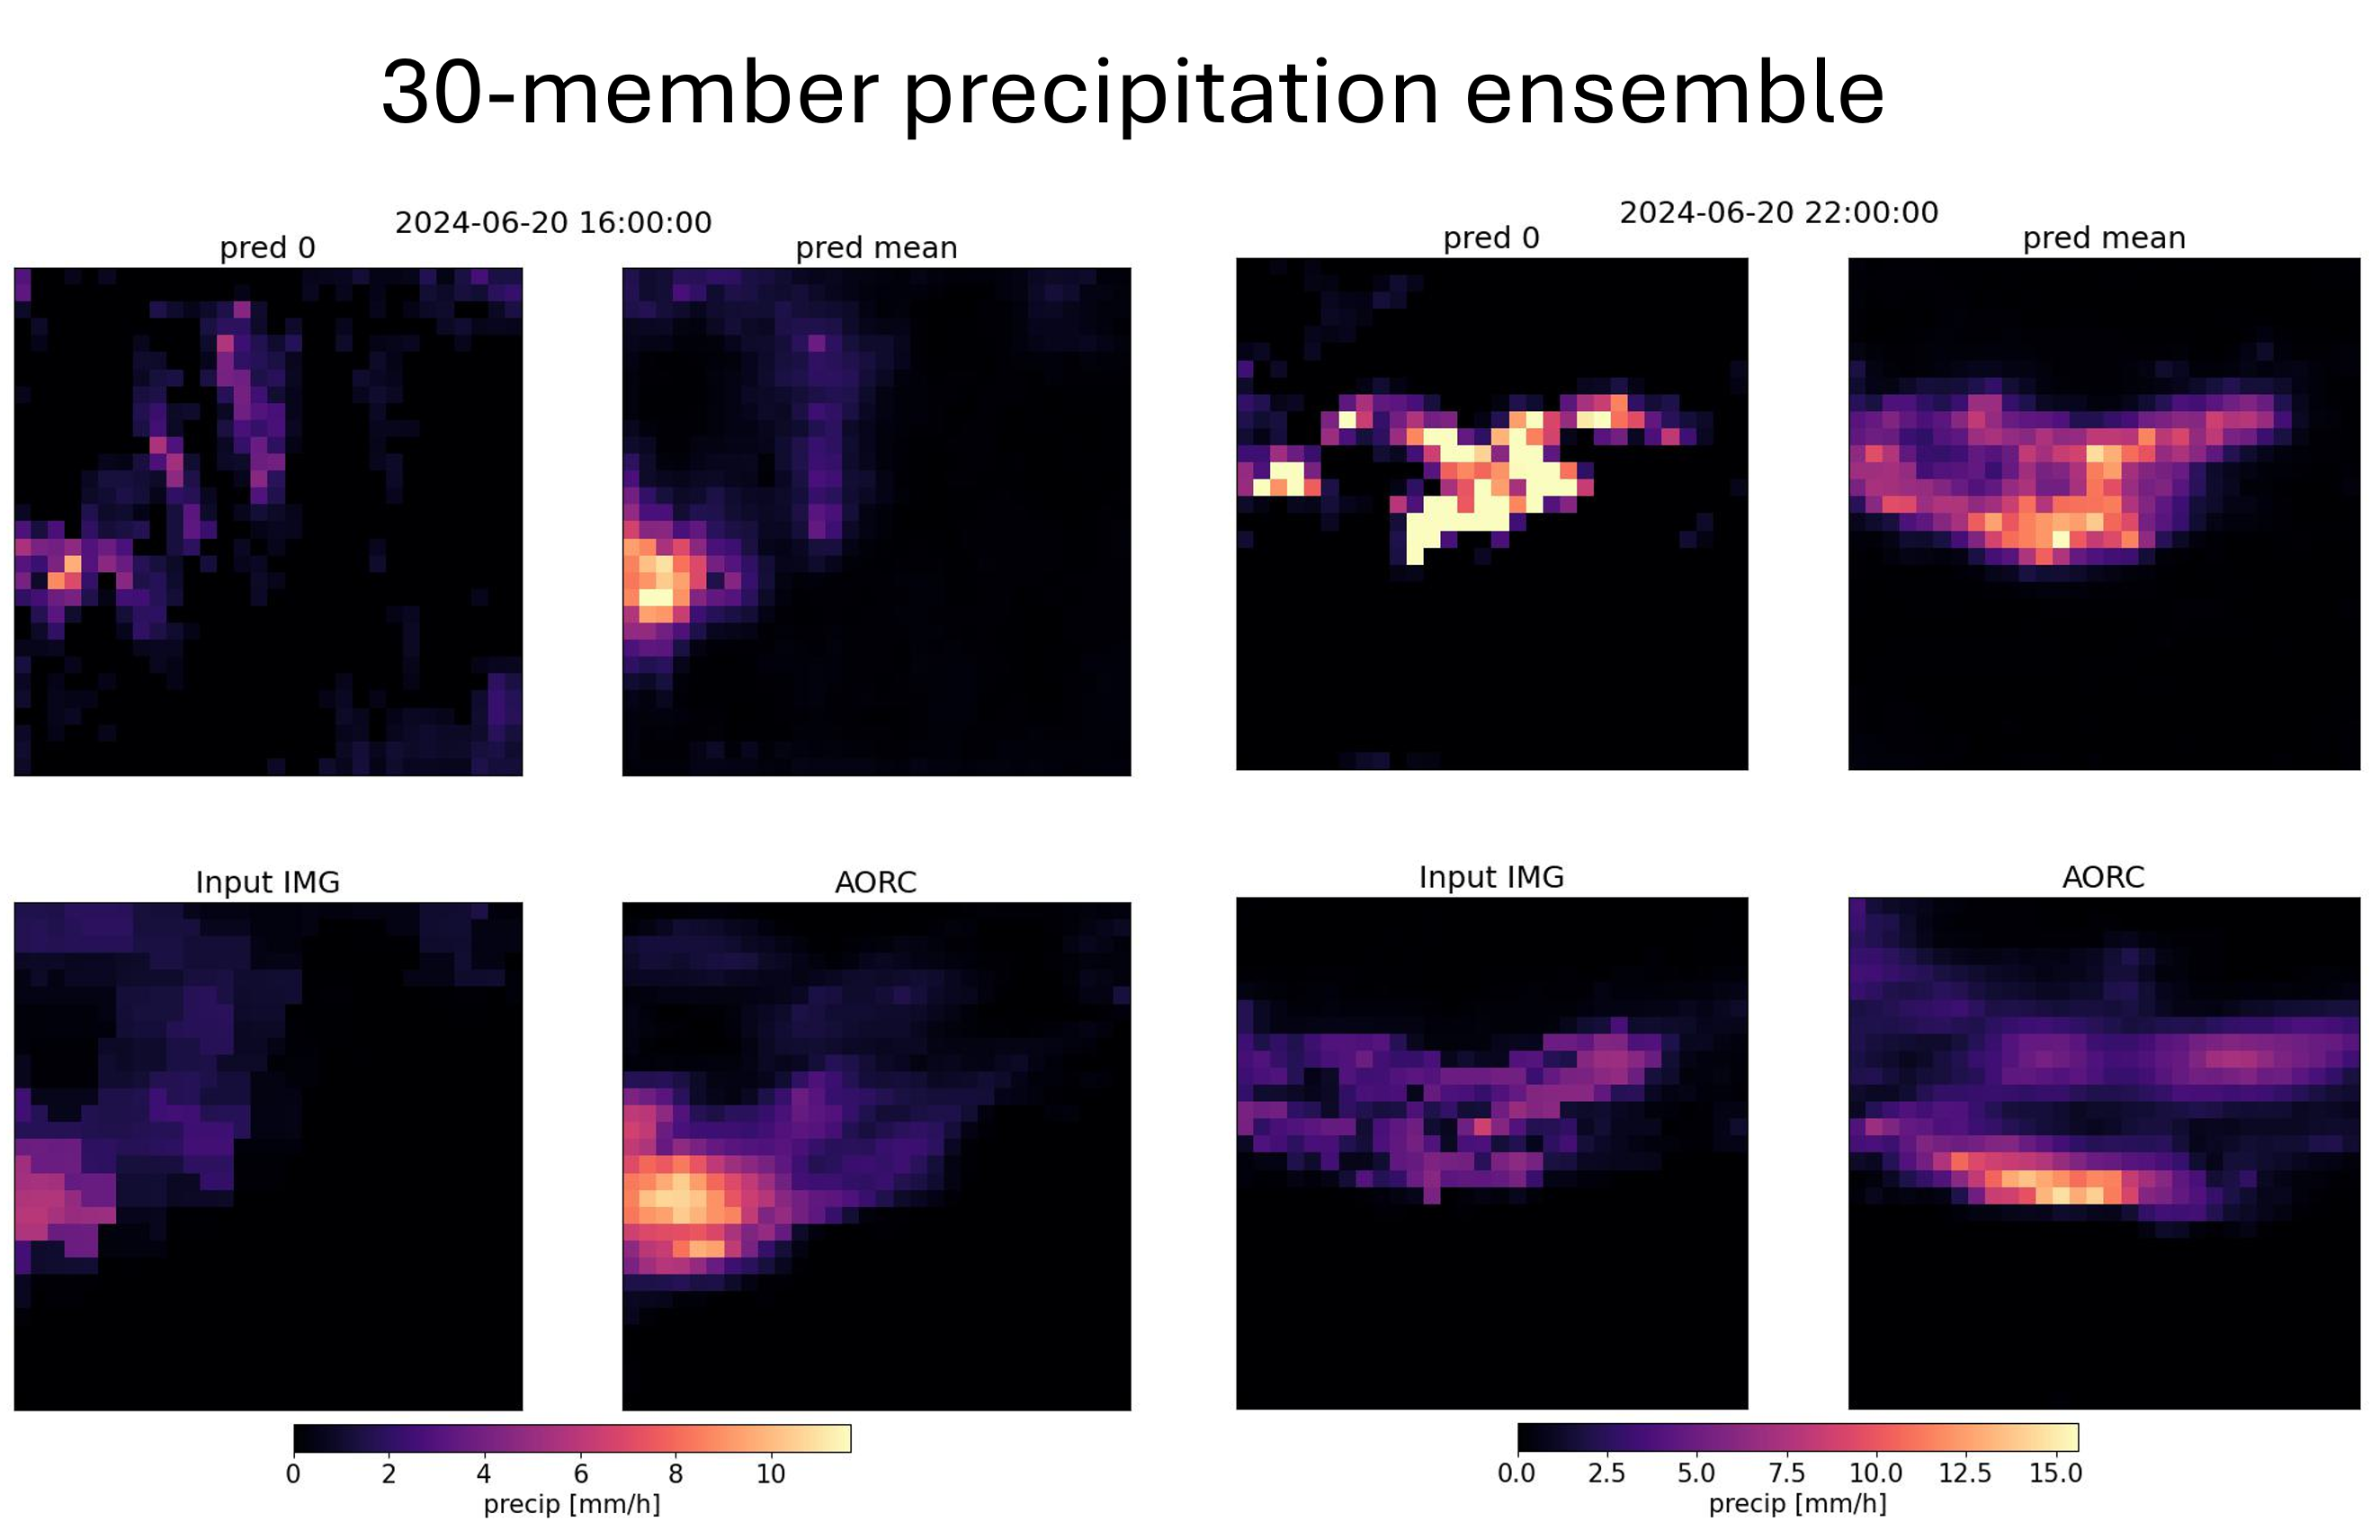 30-member precipitation ensemble
2024-06-20 16:00:00
pred 0
pred mean
Input IMG
AORC
0 2 4 6 8 10
precip [mm/h]
2024-06-20 22:00:00
pred 0
pred mean
Input IMG
AORC
0.0 2.5 5.0 7.5 10.0 12.5 15.0
precip [mm/h]